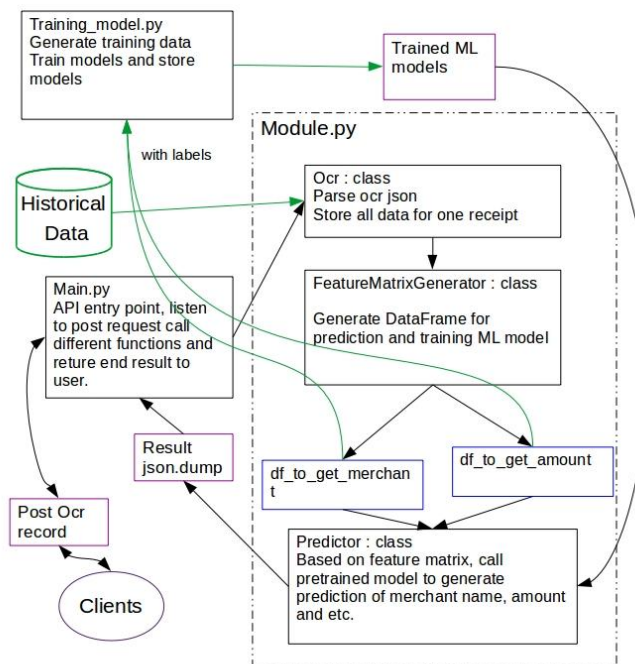 Training_model.py
Generate training data
Train models and store
models
Trained ML
models
Module.py
with labels
Ocr : class
Parse ocr json
Store all data for one receipt
Historical
Data
Main.py
API entry point, listen
to post request call
different functions and
reture end result to
user.
FeatureMatrixGenerator : class
Generate DataFrame for
prediction and training ML model
Result
json.dump
df_to_get_merchan
t
df_to_get_amount
Post Ocr
record
Predictor : class
Based on feature matrix, call
pretrained model to generate
prediction of merchant name, amount
and etc.
Clients